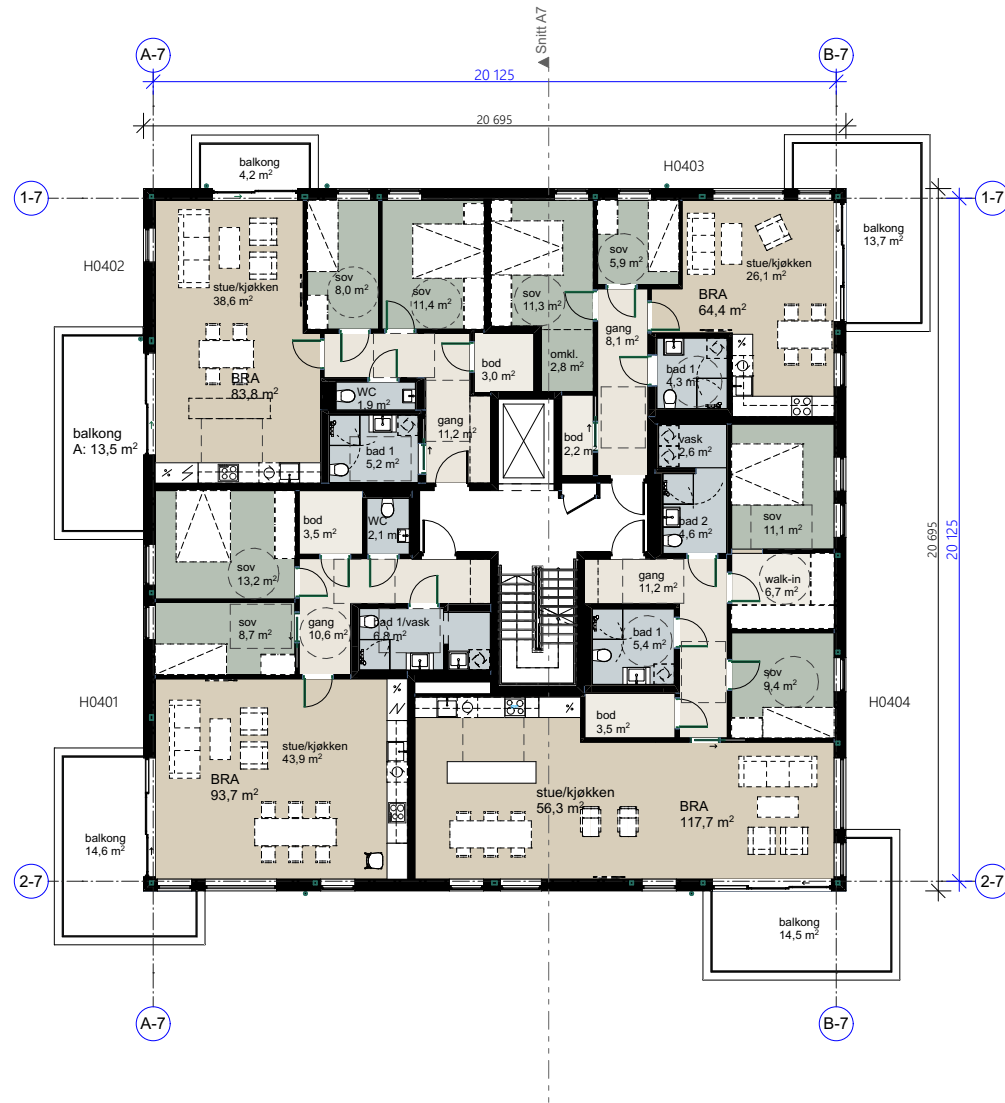 Snitt A7
A-7
B-7
20 125
20 695
H0403
balkong
4,2 m²
1-7
1-7
balkong
13,7 m²
H0402
stue/kjøkken
38,6 m²
sov
8,0 m²
sov
11,4 m²
sov
11,3 m²
sov
5,9 m²
stue/kjøkken
26,1 m²
BRA
64,4 m²
gang
8,1 m²
bod
3,0 m²
omkl.
2,8 m²
bad 1
4,3 m²
BRA
83,8 m²
WC
1,9 m²
gang
11,2 m²
balkong
A: 13,5 m²
bad 1
5,2 m²
bod
2,2 m
vask
2,6 m²
bod
3,5 m²
WC
2,1 m²
bad 2
4,6 m²
sov
11,1 m²
20 695
20 125
sov
13,2 m²
gang
11,2 m²
walk-in
6,7 m²
sov
8,7 m²
gang
10,6 m²
bad 1/vask
6,8 m²
bad 1
5,4 m²
sov
9,4 m²
H0401
H0404
bod
3,5 m²
stue/kjøkken
43,9 m²
BRA
93,7 m²
stue/kjøkken
56,3 m²
BRA
117,7 m²
balkong
14,6 m²
2-7
2-7
balkong
14,5 m²
A-7
B-7